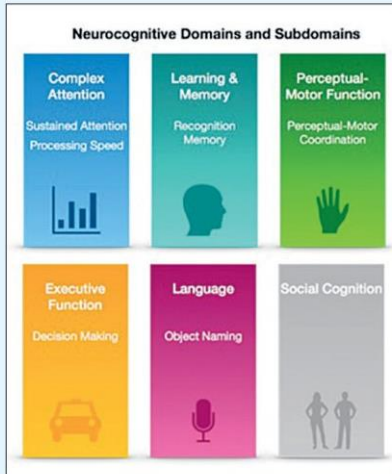 Neurocognitive Domains and Subdomains
Complex
Attention
Sustained Attention
Processing Speed
Learning &
Memory
Recognition
Memory
Perceptual-
Motor Function
Perceptual-Motor
Coordination
Executive
Function
Decision Making
Language
Object Naming
Social Cognition